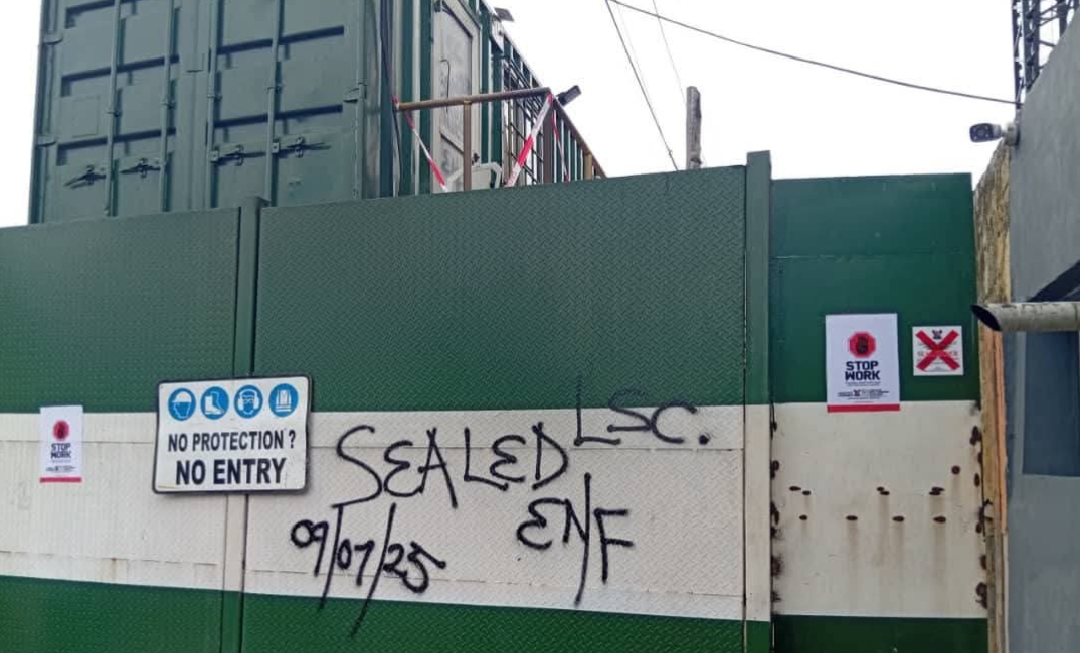 STOP
WORK
NO PROTECTION ?
NO ENTRY
SEALED LSC.
09/07/25 ENF
STOP
WORK